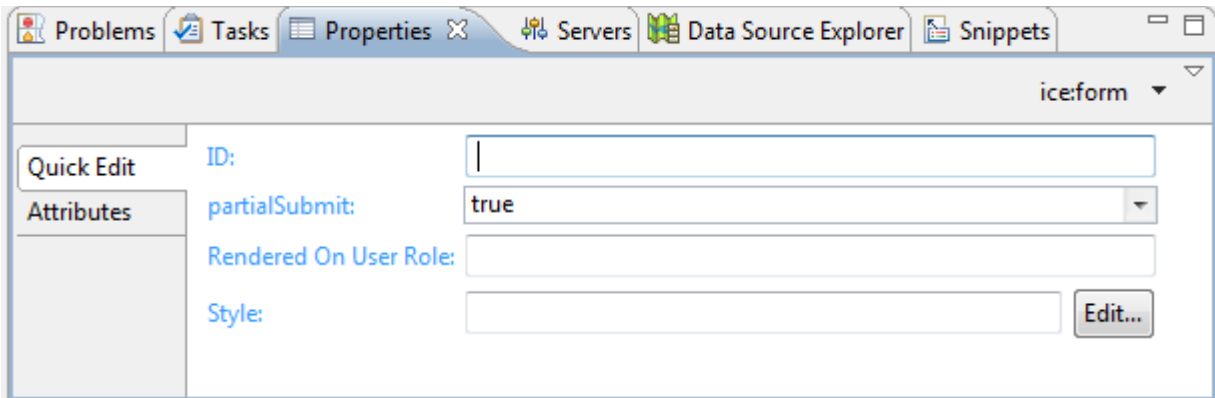 Problems Tasks Properties Servers Data Source Explorer Snippets
ice:form
Quick Edit
Attributes
ID:
partialSubmit: true
Rendered On User Role:
Style: Edit...